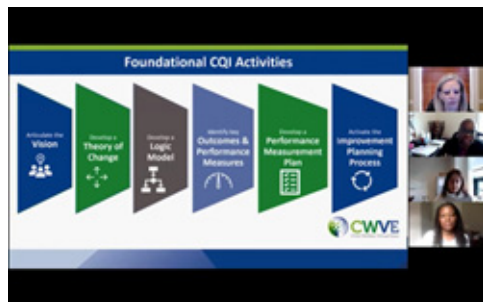 Foundational CQI Activities
Articulate the
Vision
Develop a
Theory of
Change
Develop a
Logic
Model
Identify key
Outcomes &
Performance
Measures
Develop a
Performance
Measurement
Plan
Activate the
Improvement
Planning
Process
CWVE